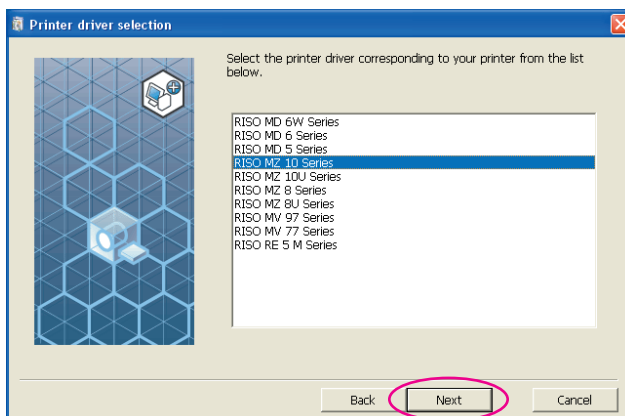 Printer driver selection
Select the printer driver corresponding to your printer from the list
below.
RISO MD 6W Series
RISO MD 6 Series
RISO MD 5 Series
RISO MZ 10 Series
RISO MZ 10U Series
RISO MZ 8 Series
RISO MZ 8U Series
RISO MV 97 Series
RISO MV 77 Series
RISO RE 5 M Series
Back Next Cancel